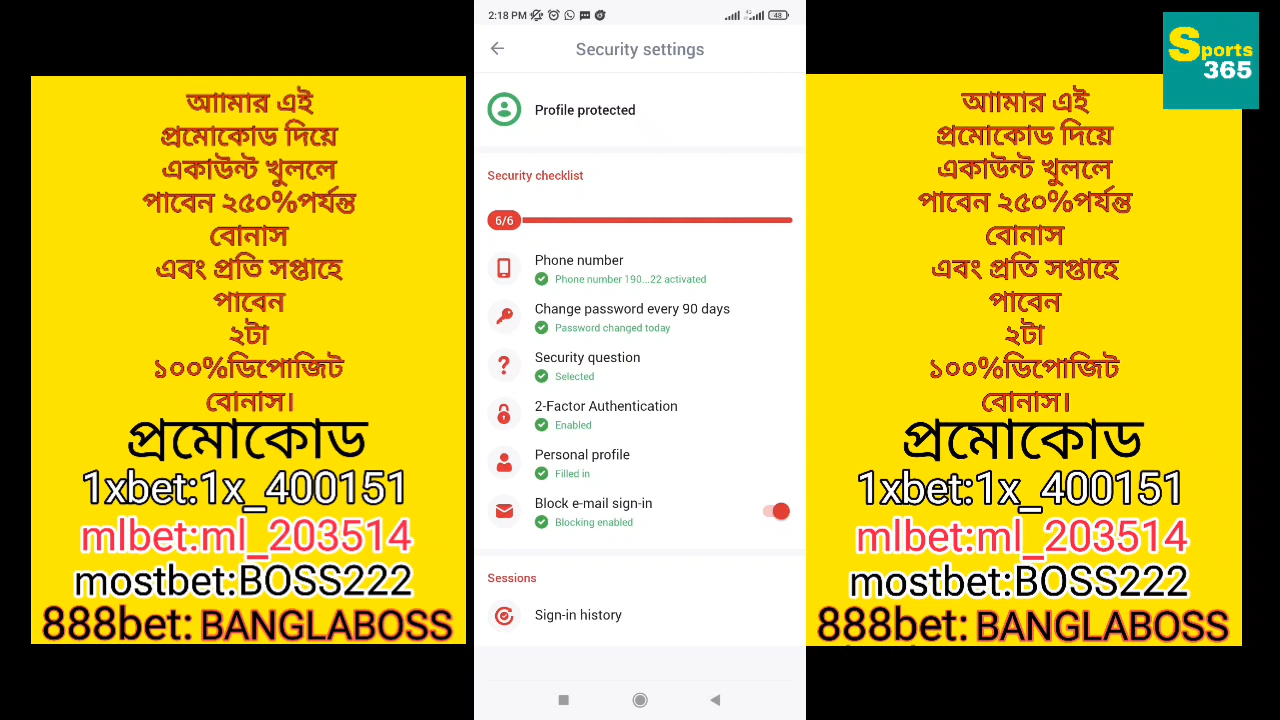 আামার এই
প্রমোকোড দিয়ে
একাউন্ট খুললে
পাবেন ২৫০%পর্যন্ত
বোনাস
এবং প্রতি সপ্তাহে
পাবেন
২টা
১০০%ডিপোজিট
বোনাস।
প্রমোকোড
1xbet:1x_400151
mlbet:ml_203514
mostbet:BOSS222
888bet: BANGLABOSS
2:18 PM
4G
48
Security settings
Profile protected
Security checklist
6/6
Phone number
Phone number 190...22 activated
Change password every 90 days
Password changed today
Security question
Selected
2-Factor Authentication
Enabled
Personal profile
Filled in
Block e-mail sign-in
Blocking enabled
Sessions
Sign-in history
Sports
365
আামার এই
প্রমোকোড দিয়ে
একাউন্ট খুললে
পাবেন ২৫০%পর্যন্ত
বোনাস
এবং প্রতি সপ্তাহে
পাবেন
২টা
১০০%ডিপোজিট
বোনাস।
প্রমোকোড
1xbet:1x_400151
mlbet:ml_203514
mostbet:BOSS222
888bet: BANGLABOSS